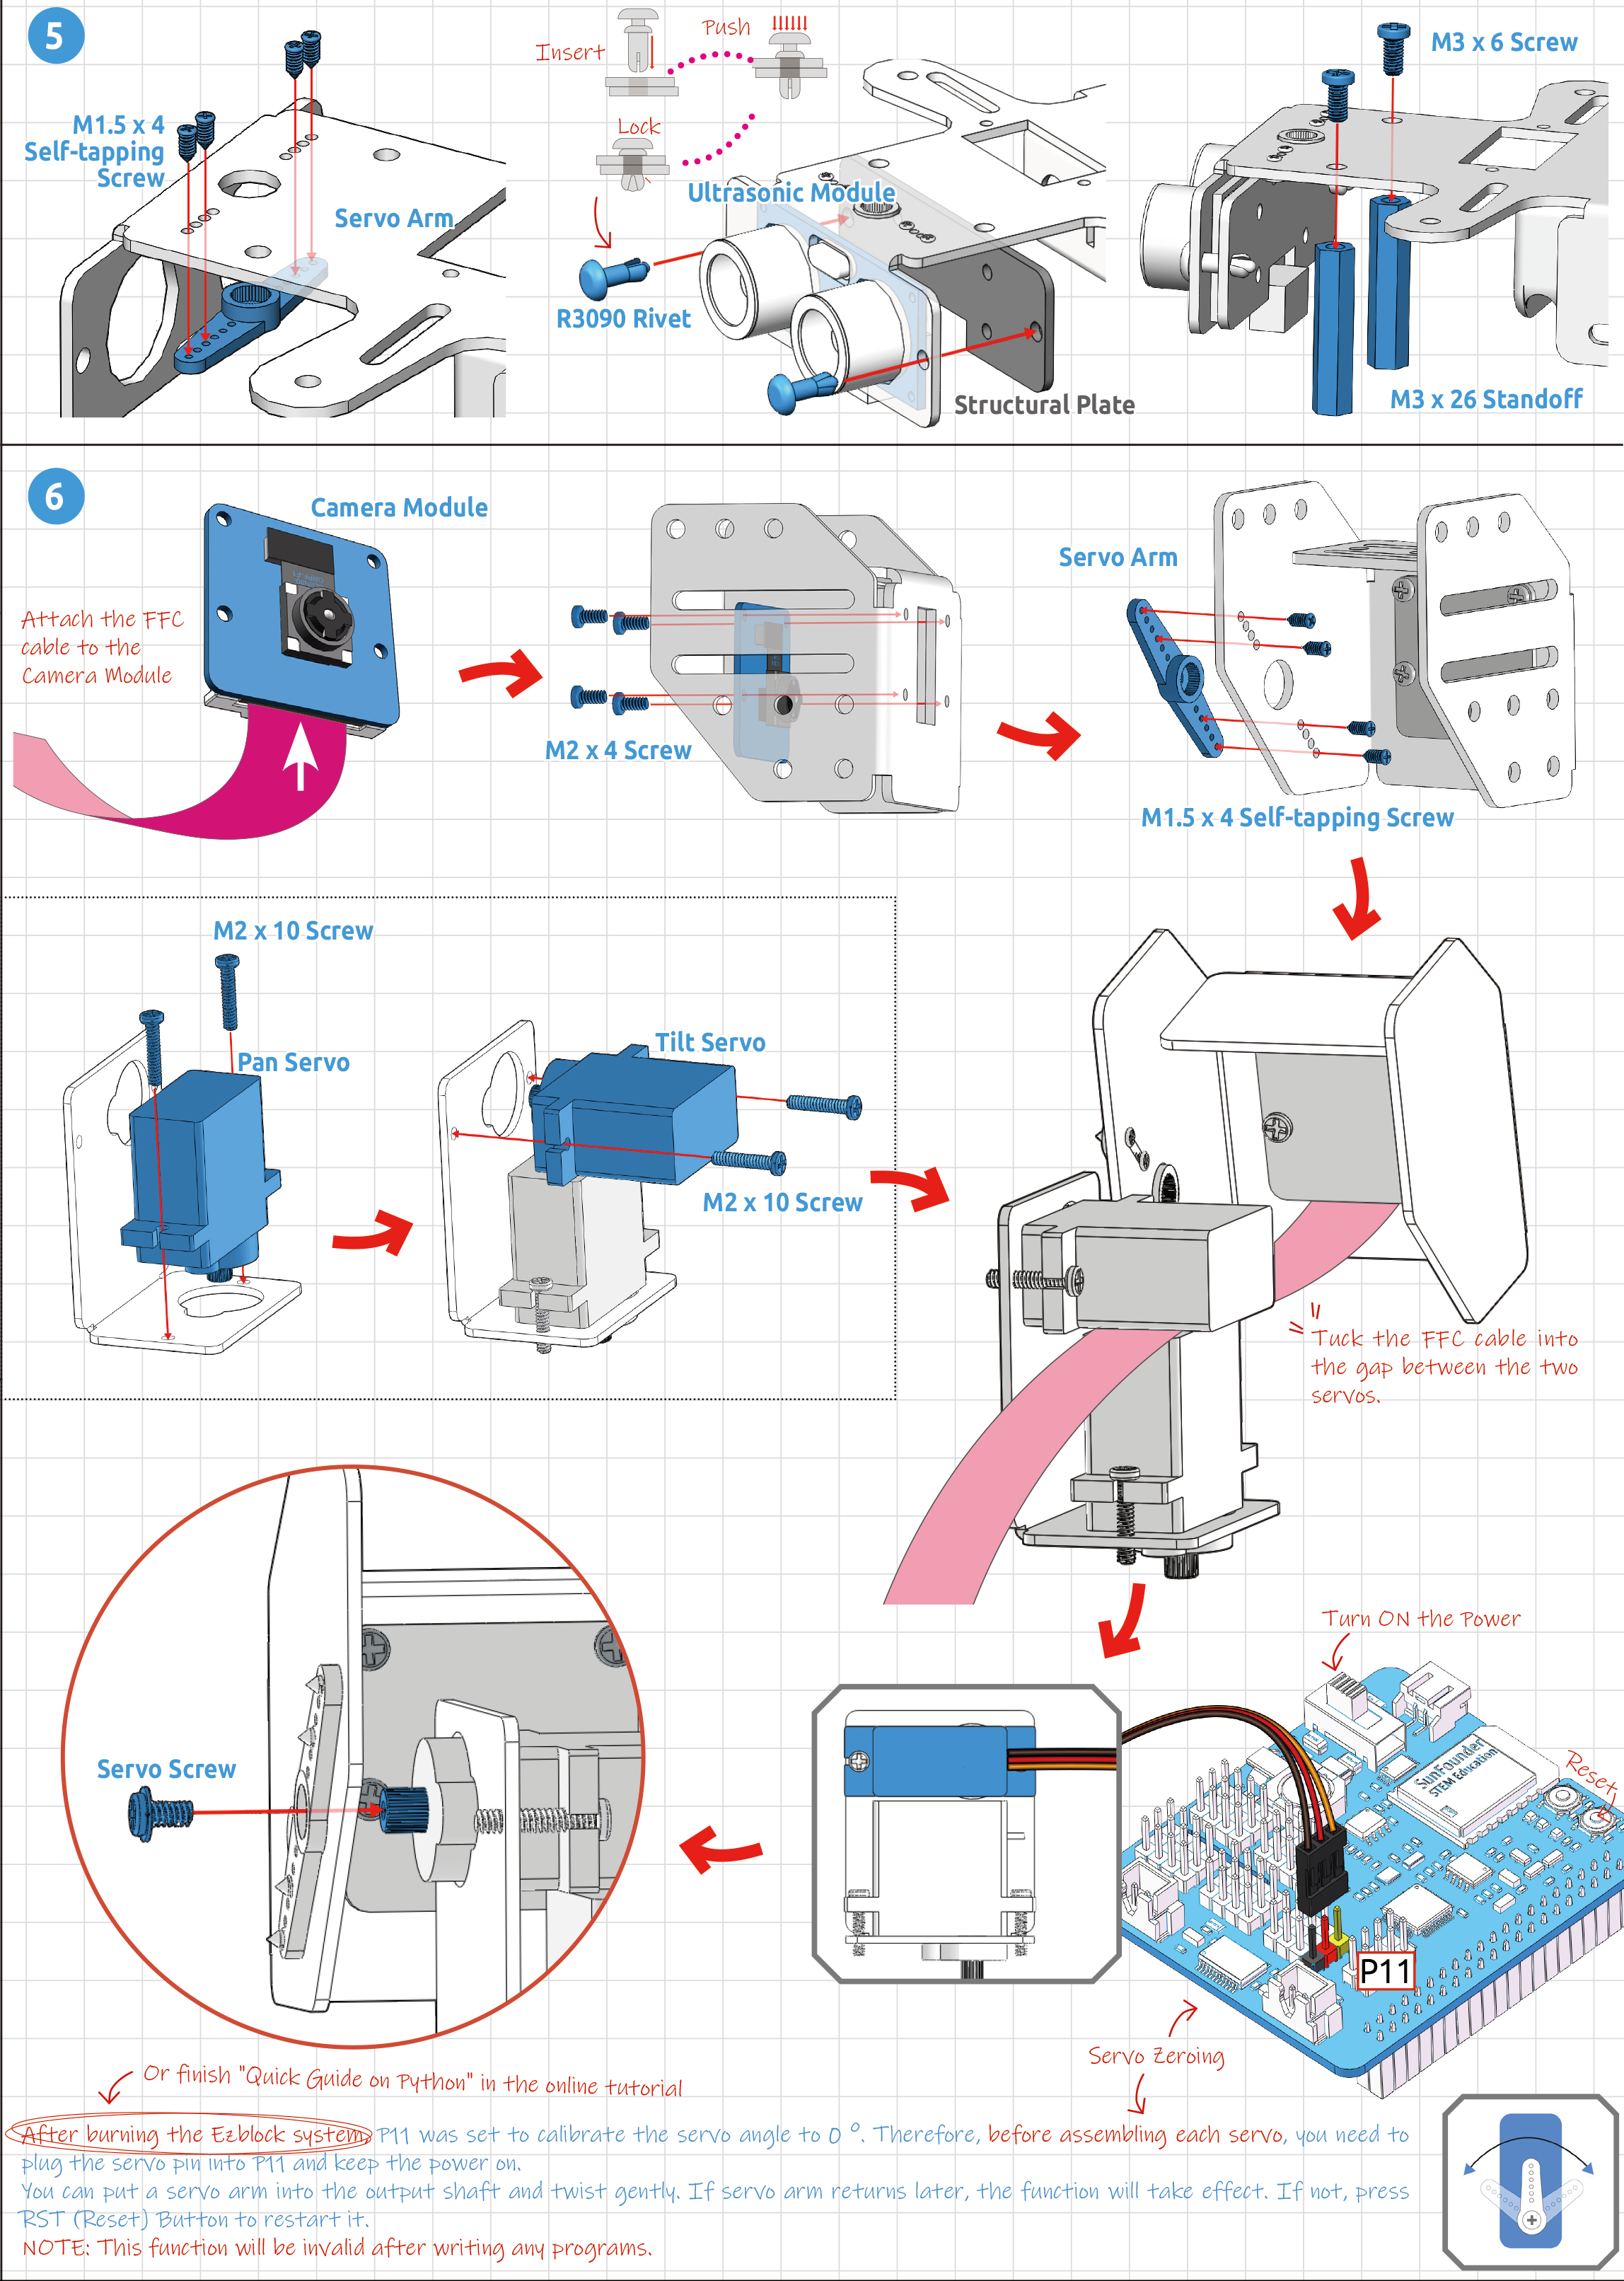 5
M1.5 x 4
Self-tapping
Screw
Servo Arm
Insert
Push
Lock
Ultrasonic Module
R3090 Rivet
Structural Plate
M3 x 6 Screw
M3 x 26 Standoff
6
Camera Module
Attach the FFC
cable to the
Camera Module
M2 x 4 Screw
Servo Arm
M1.5 x 4 Self-tapping Screw
M2 x 10 Screw
Pan Servo
Tilt Servo
M2 x 10 Screw
Tuck the FFC cable into
the gap between the two
servos.
Turn ON the Power
SunFounder
STEM Education
Reset
P11
Servo Zeroing
Servo Screw
Or finish "Quick Guide on Python" in the online tutorial
After burning the Ezblock system, P11 was set to calibrate the servo angle to 0 °. Therefore, before assembling each servo, you need to
plug the servo pin into P11 and keep the power on.
You can put a servo arm into the output shaft and twist gently. If servo arm returns later, the function will take effect. If not, press
RST (Reset) Button to restart it.
NOTE: This function will be invalid after writing any programs.